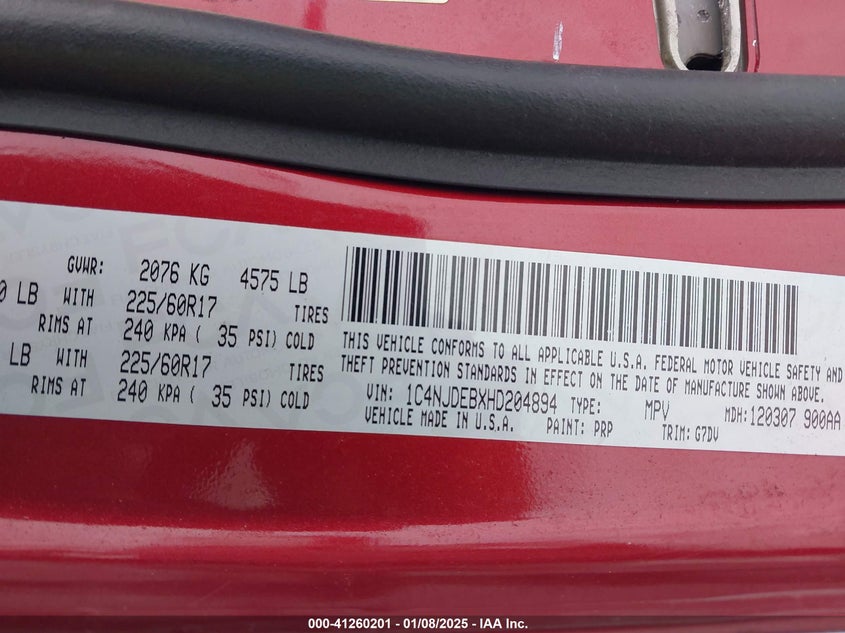 GVWR: 2076 KG 4575 LB
0 LB WITH 225/60R17 TIRES
RIMS AT 240 KPA ( 35 PSI) COLD
LB WITH 225/60R17 TIRES
RIMS AT 240 KPA ( 35 PSI) COLD
THIS VEHICLE CONFORMS TO ALL APPLICABLE U.S.A. FEDERAL MOTOR VEHICLE SAFETY AND
THEFT PREVENTION STANDARDS IN EFFECT ON THE DATE OF MANUFACTURE SHOWN ABOVE.
VIN: 1C4NJDEBXHD204894 TYPE: MPV MDH:120307 900AA
VEHICLE MADE IN U.S.A. PAINT: PRP TRIM: G7DV
000-41260201 - 01/08/2025 - IAA Inc.